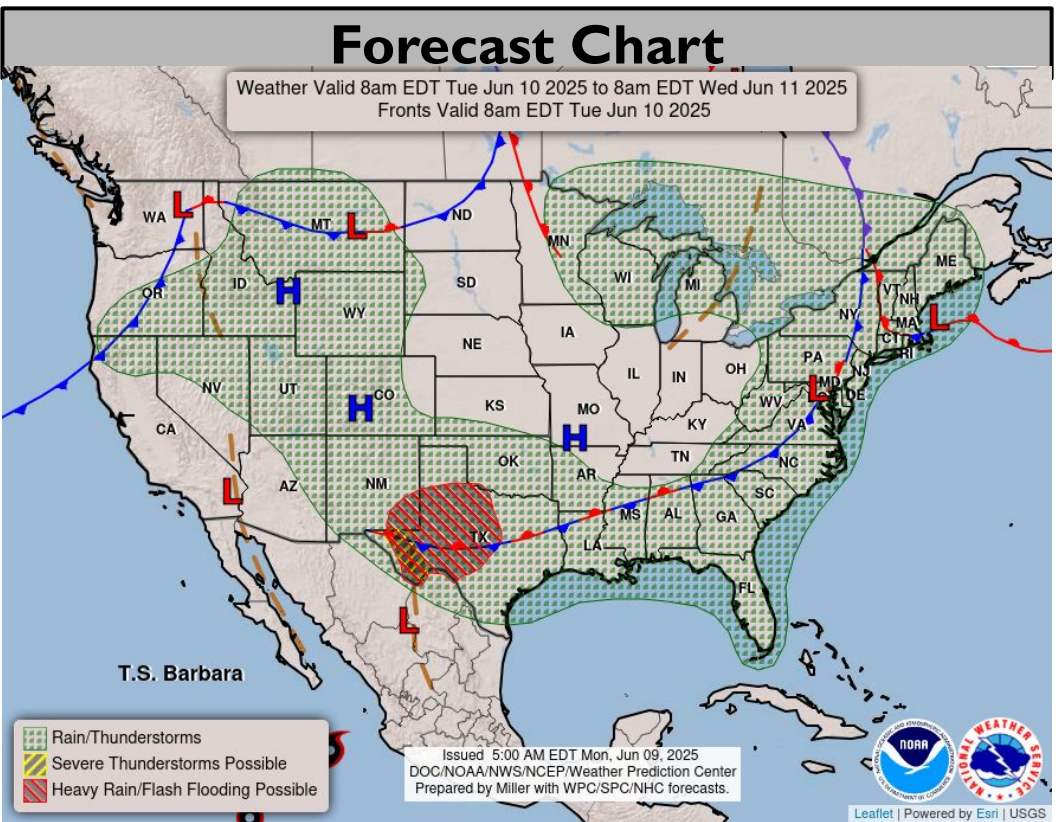 Forecast Chart
Weather Valid 8am EDT Tue Jun 10 2025 to 8am EDT Wed Jun 11 2025
Fronts Valid 8am EDT Tue Jun 10 2025
WA
L
MT
L
ND
MN
ME
OR
ID
H
SD
WI
MI
VT
NH
WY
NY
MA
L
CT
RI
IA
NE
PA
NJ
OH
IL
IN
NV
UT
H
CO
L
MD
DE
WV
KS
MO
KY
VA
CA
H
TN
NC
OK
AR
AZ
NM
L
SC
MS
AL
GA
TX
LA
FL
L
T.S. Barbara
Rain/Thunderstorms
Severe Thunderstorms Possible
Heavy Rain/Flash Flooding Possible
Issued 5:00 AM EDT Mon, Jun 09, 2025
DOC/NOAA/NWS/NCEP/Weather Prediction Center
Prepared by Miller with WPC/SPC/NHC forecasts.
NOAA
NATIONAL WEATHER SERVICE
Leaflet | Powered by Esri | USGS